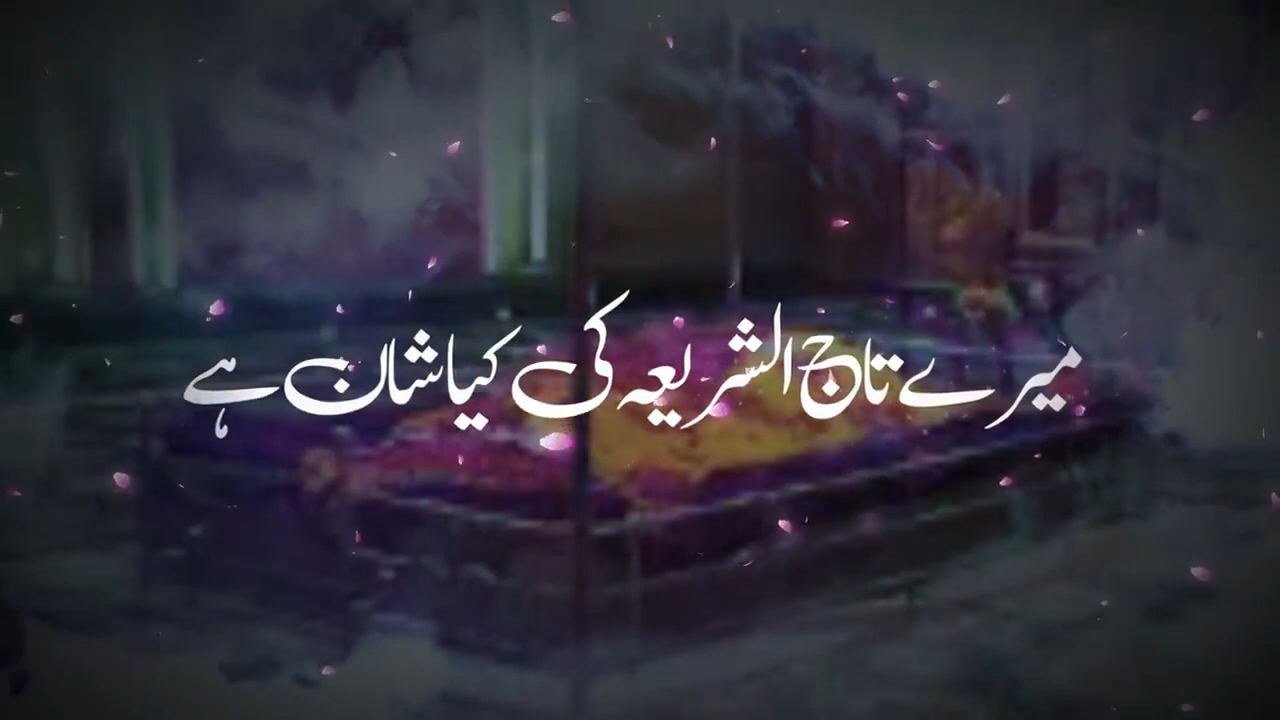 میرے تاج الشریعہ کی کیا شان ہے